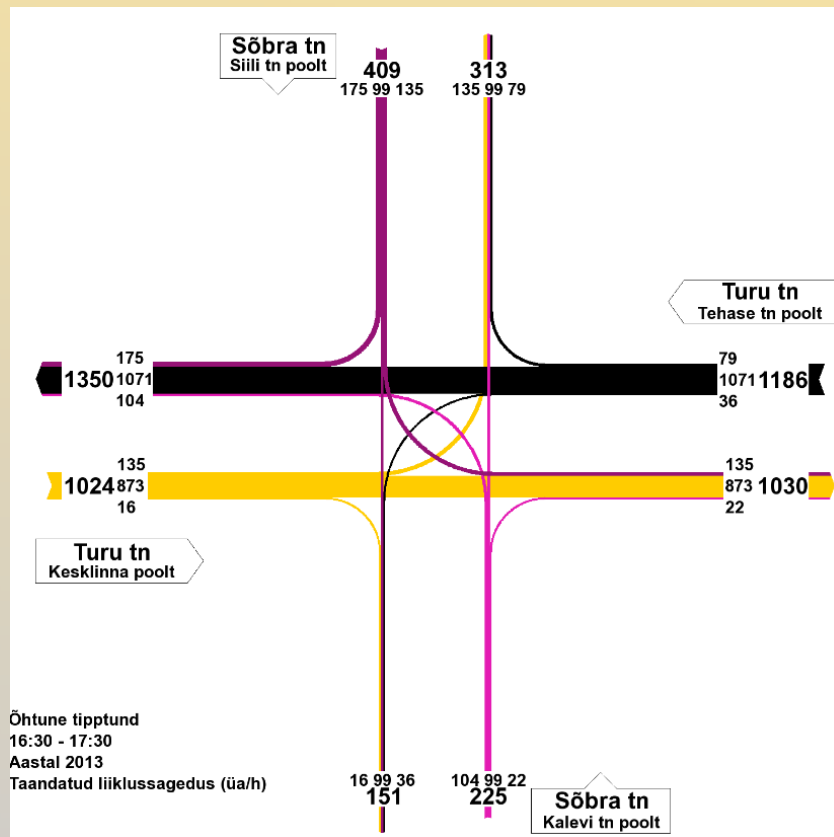 Sõbra tn
Siili tn poolt
409
175 99 135
313
135 99 79
Turu tn
Tehase tn poolt
175
1350 1071
104
79
1071 1186
36
135
1024 873
16
135
873 1030
22
Turu tn
Kesklinna poolt
Õhtune tipptund
16:30 - 17:30
Aastal 2013
Taandatud liiklussagedus (üa/h)
16 99 36
151
104 99 22
225
Sõbra tn
Kalevi tn poolt